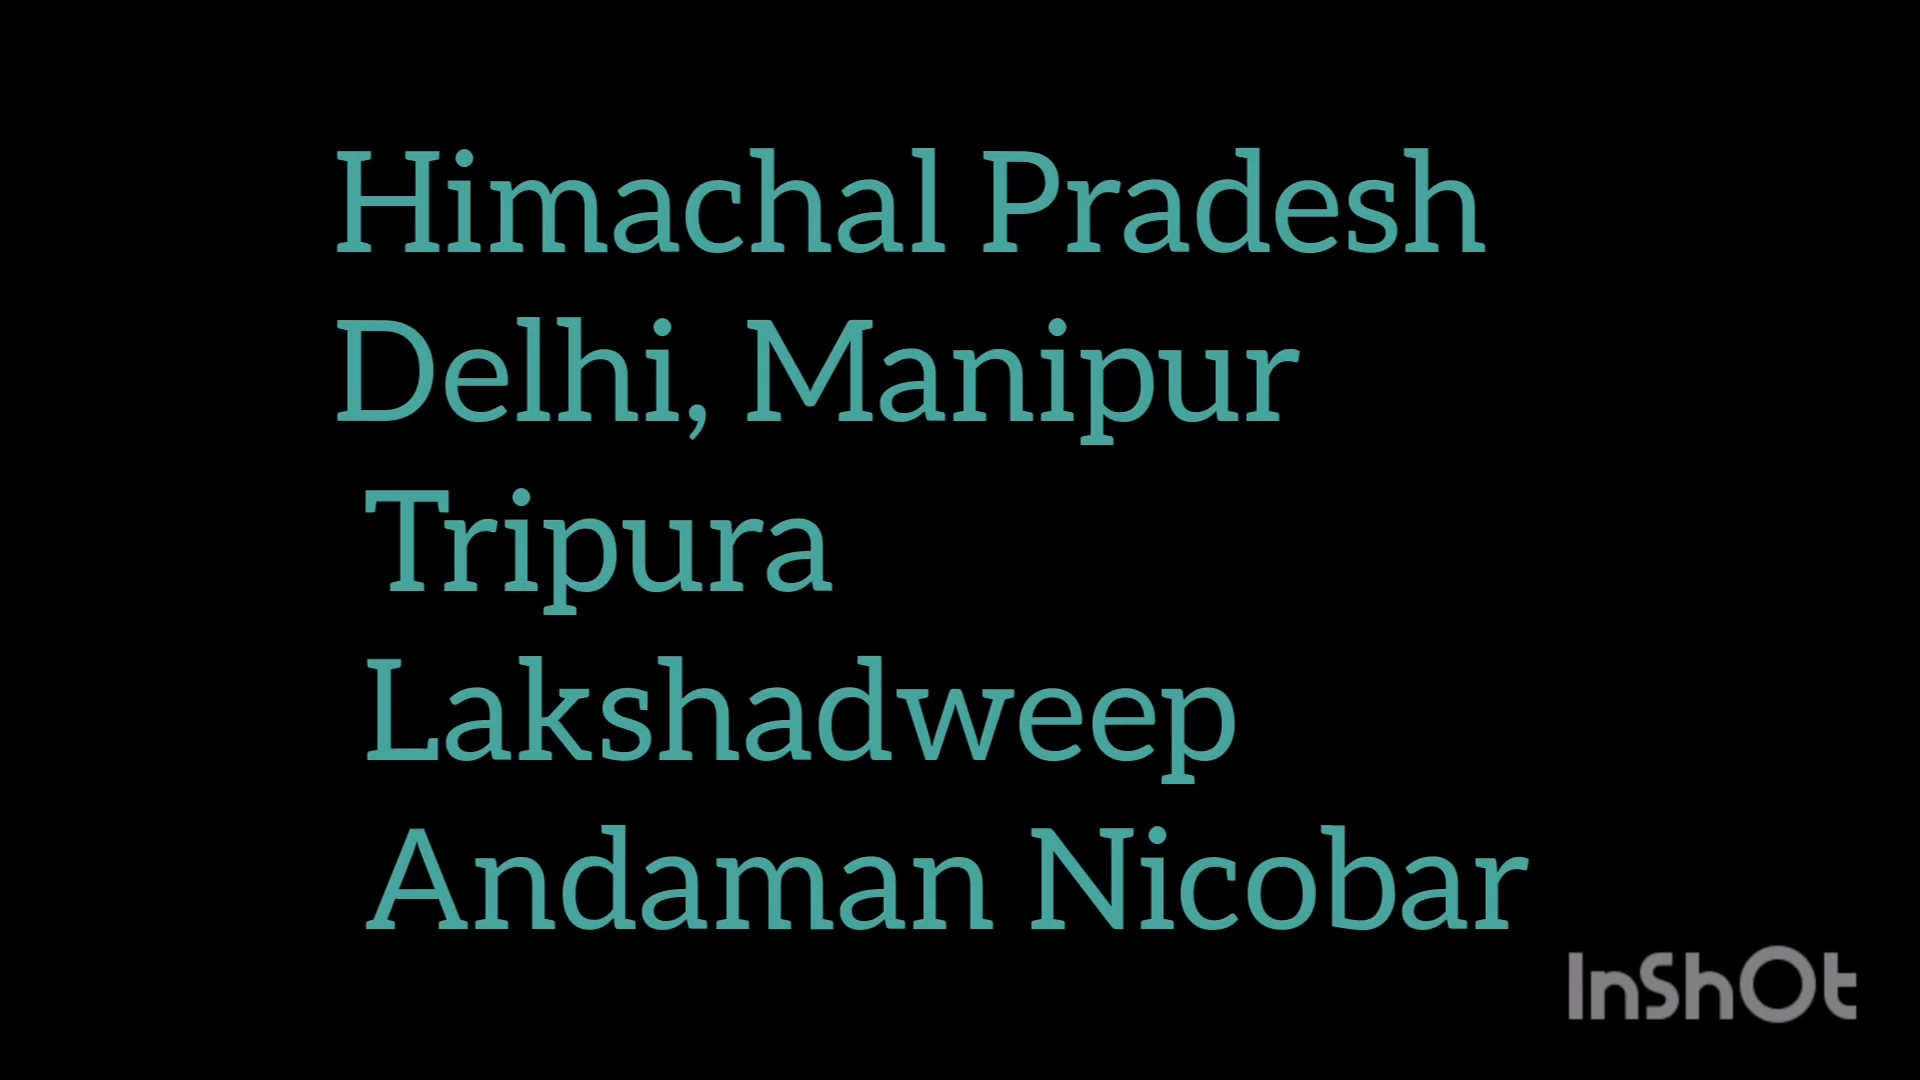 Himachal Pradesh
Delhi, Manipur
Tripura
Lakshadweep
Andaman Nicobar
InShOt